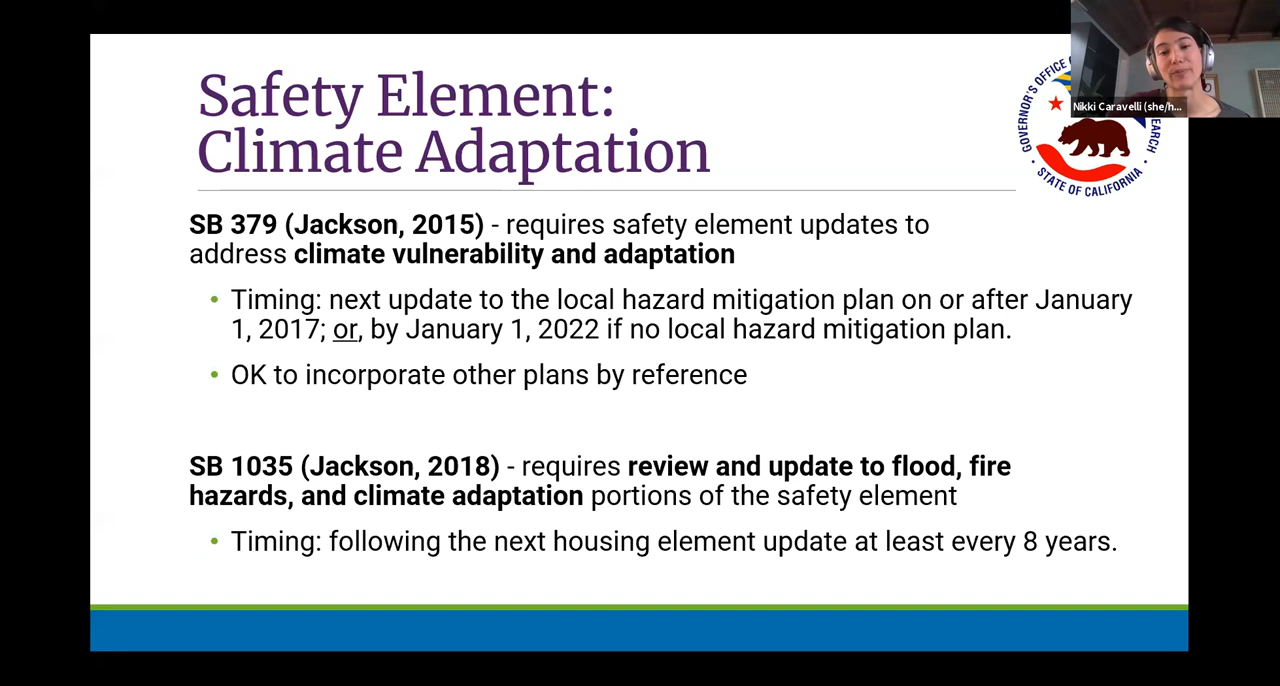 Safety Element:
Climate Adaptation
GOVERNOR'S OFFICE
EARCH
• STATE OF CALIFORNIA •
Nikki Caravelli (she/h...
SB 379 (Jackson, 2015) - requires safety element updates to
address climate vulnerability and adaptation
• Timing: next update to the local hazard mitigation plan on or after January
1, 2017; or, by January 1, 2022 if no local hazard mitigation plan.
• OK to incorporate other plans by reference
SB 1035 (Jackson, 2018) - requires review and update to flood, fire
hazards, and climate adaptation portions of the safety element
• Timing: following the next housing element update at least every 8 years.